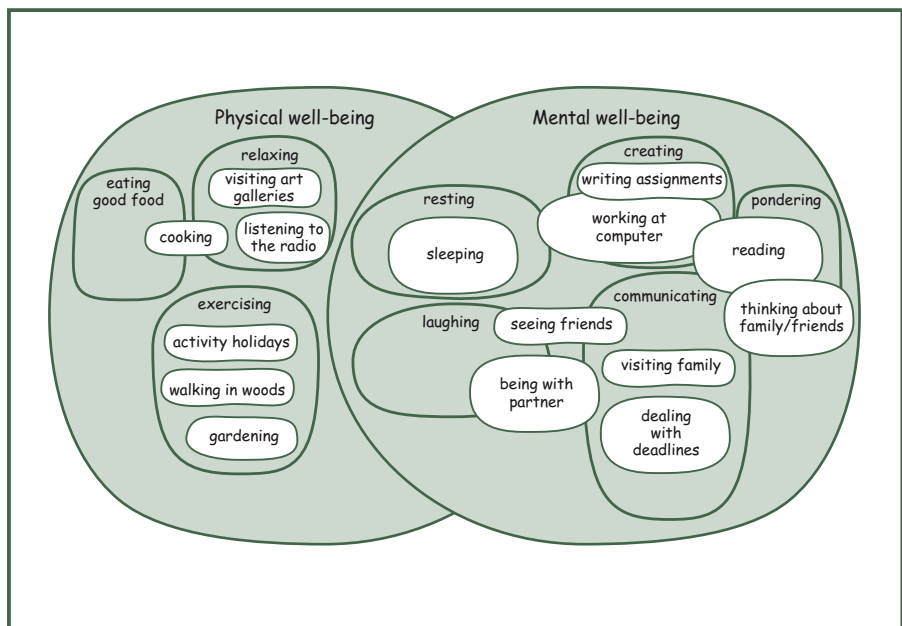 Physical well-being
Mental well-being
relaxing
visiting art
galleries
listening to
the radio
eating
good food
cooking
exercising
activity holidays
walking in woods
gardening
resting
sleeping
laughing
seeing friends
being with
partner
creating
writing assignments
working at
computer
pondering
reading
thinking about
family/friends
communicating
visiting family
dealing
with
deadlines